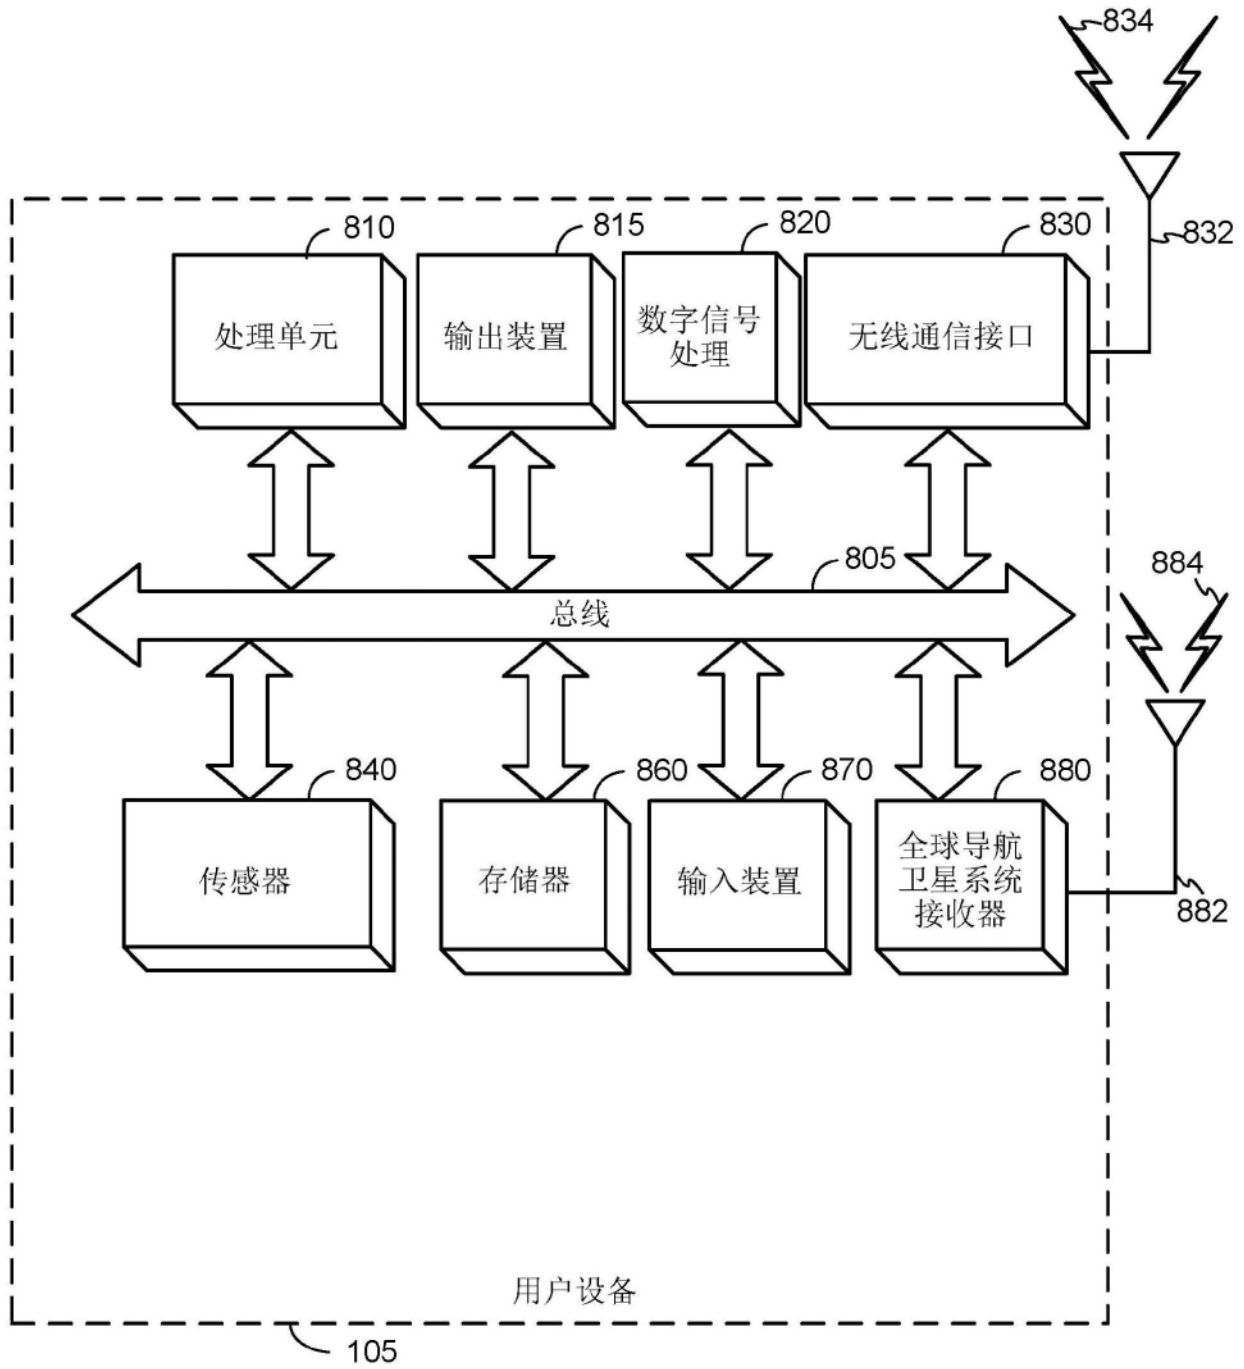 834
832
810
815
820
830
处理单元
输出装置
数字信号
处理
无线通信接口
805
总线
884
840
860
870
880
传感器
存储器
输入装置
全球导航
卫星系统
接收器
882
用户设备
105